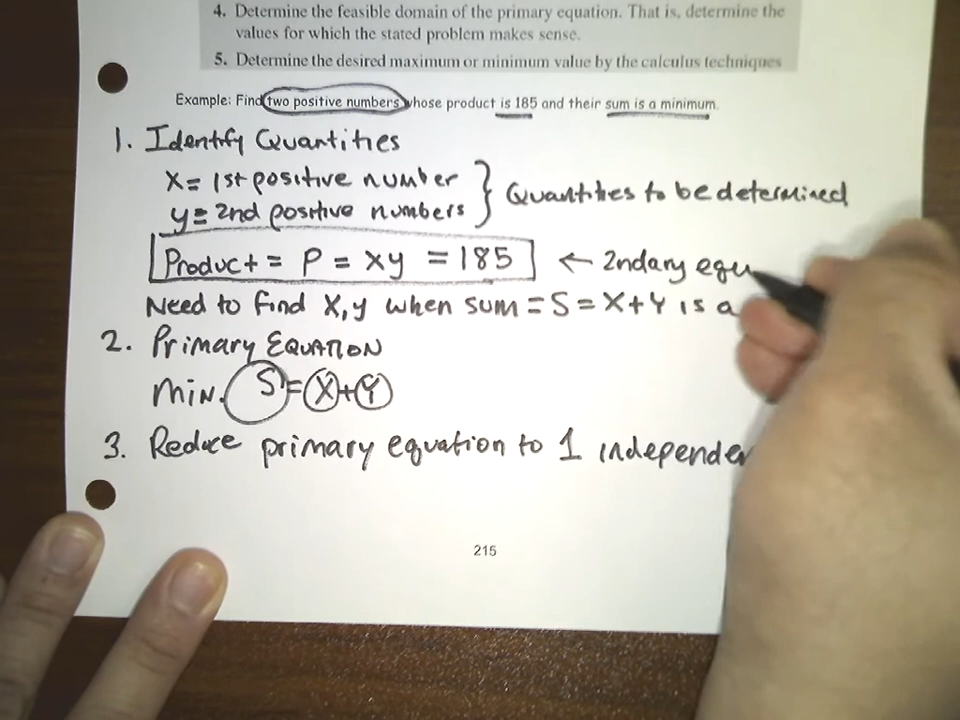 4. Determine the feasible domain of the primary equation. That is, determine the
values for which the stated problem makes sense.
5. Determine the desired maximum or minimum value by the calculus techniques
Example: Find two positive numbers whose product is 185 and their sum is a minimum.
1. Identify Quantities
X = 1st positive number
y = 2nd positive numbers } Quantities to be determined
Product = P = xy = 185 ← 2ndary equ
Need to find X, y when sum = S = X + Y is a
2. Primary EQUATION
Min. S = X + Y
3. Reduce primary equation to 1 independen
215